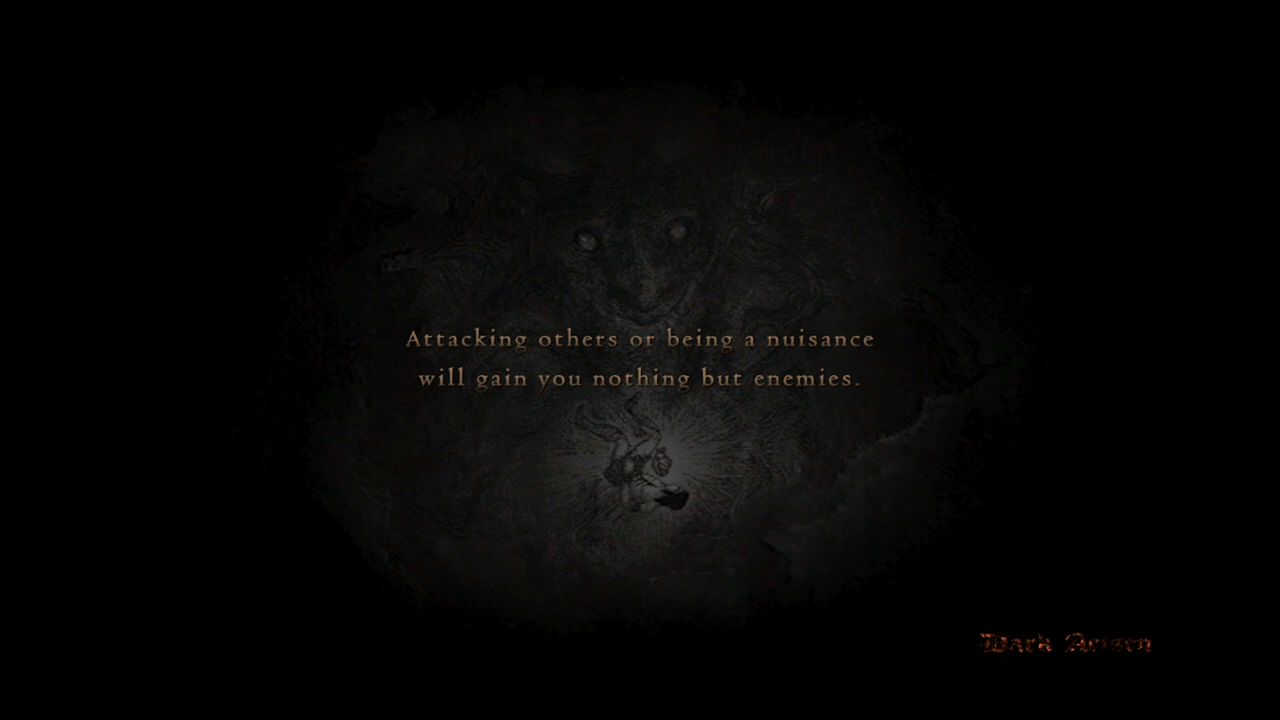 Attacking others or being a nuisance
will gain you nothing but enemies.
Dark Arisen